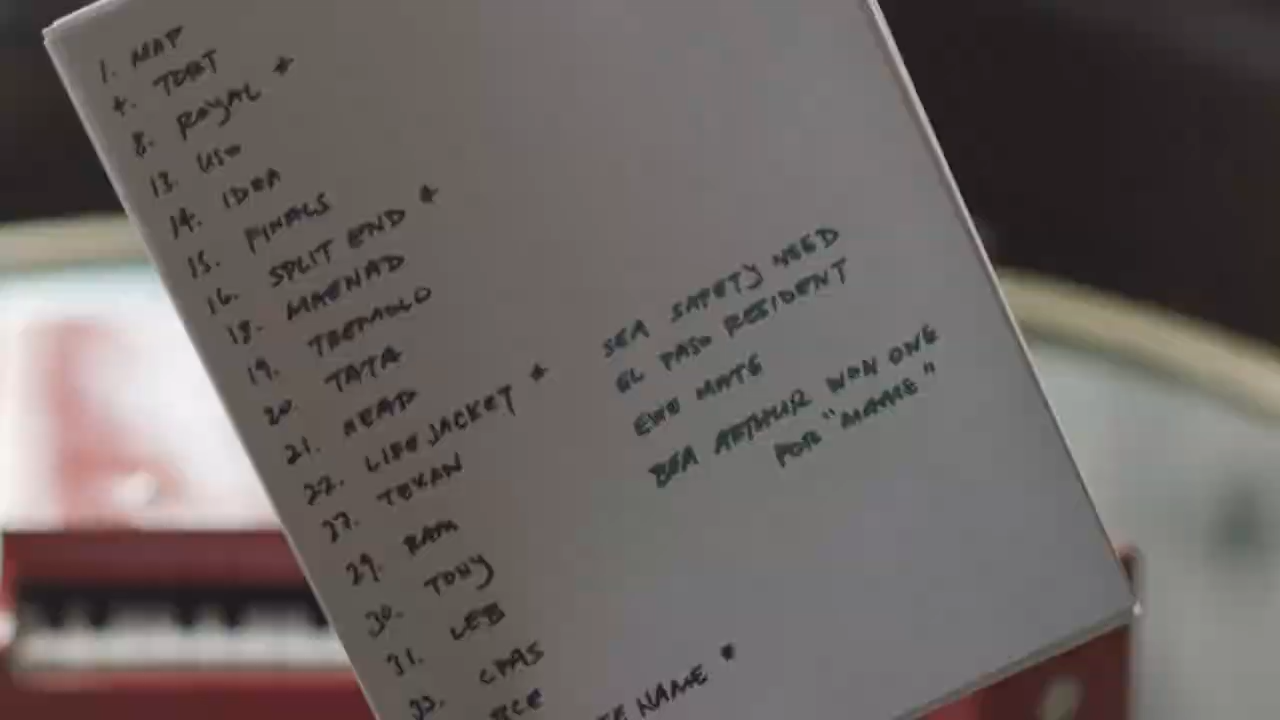 1. MAP
4. TORT
8. ROYAL *
13. USO
14. IDEA
15. FINALS
16. SPLIT END *
18. MAENAD
19. TREMOLO
20. TATA
21. HEAD
22. LIFE JACKET *
27. TEXAN
29. RAM
30. TONY
31. LEB
33. CPAS
NAME *
SEA SAFETY NEED
EL PASO RESIDENT
EWE MATE
BEA ARTHUR WON ONE
FOR "MAME"